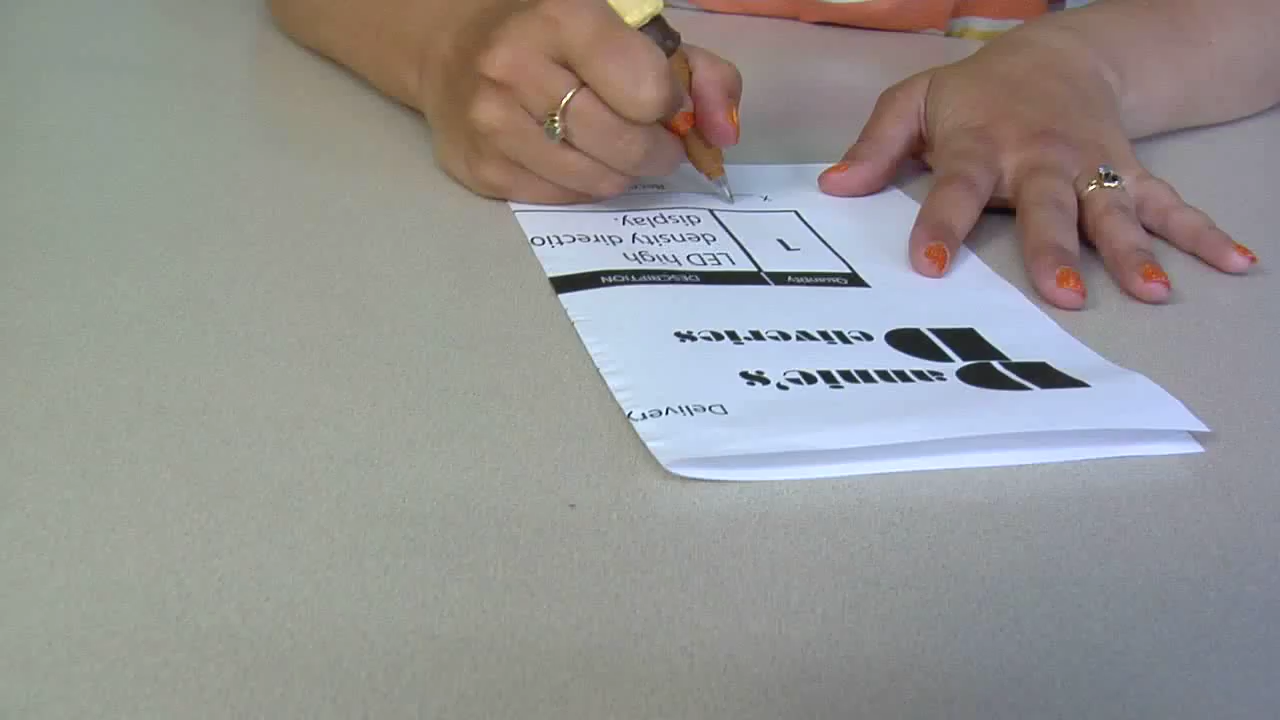 Delivery
Dannie's
Deliveries
Quantity DESCRIPTION
1 LED high
density directio
display.
x